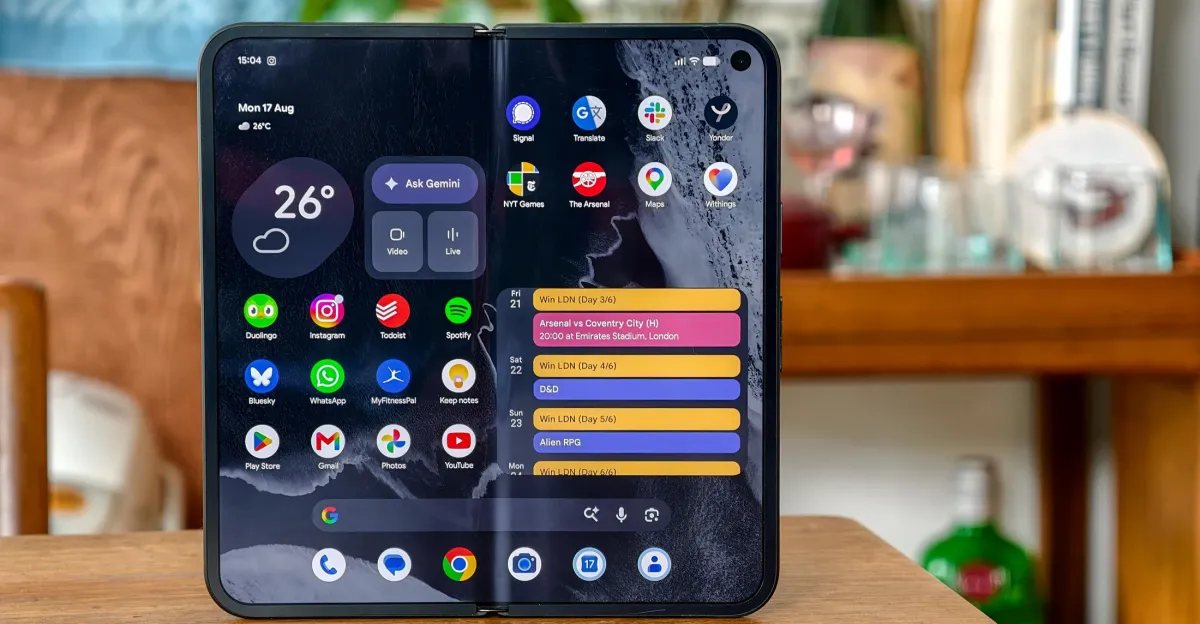 15:04
Mon 17 Aug
26°C
26°
Ask Gemini
Video
Live
Signal
Translate
Slack
Yonder
NYT Games
The Arsenal
Maps
Withings
Duolingo
Instagram
Todoist
Spotify
Bluesky
WhatsApp
MyFitnessPal
Keep notes
Play Store
Gmail
Photos
YouTube
Fri
21
Win LDN (Day 3/6)
Arsenal vs Coventry City (H)
20:00 at Emirates Stadium, London
Sat
22
Win LDN (Day 4/6)
D&D
Sun
23
Win LDN (Day 5/6)
Alien RPG
Mon
Win LDN (Day 6/6)
17